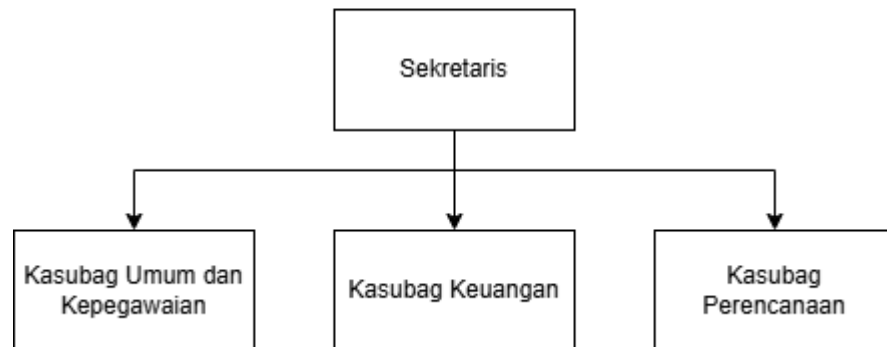 Sekretaris
Kasubag Umum dan
Kepegawaian
Kasubag Keuangan
Kasubag
Perencanaan